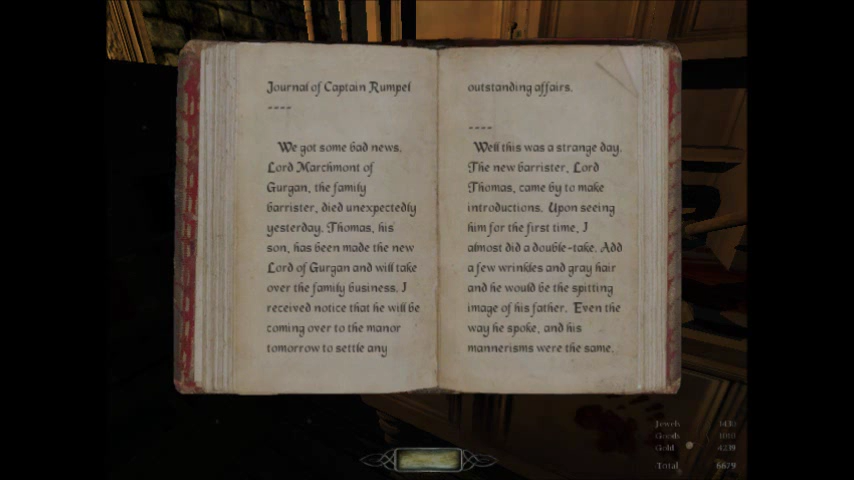 Journal of Captain Rumpel
----
We got some bad news.
Lord Marchmont of
Gurgan, the family
barrister, died unexpectedly
yesterday. Thomas, his
son, has been made the new
Lord of Gurgan and will take
over the family business. I
received notice that he will be
coming over to the manor
tomorrow to settle any
outstanding affairs.
----
Well this was a strange day.
The new barrister, Lord
Thomas, came by to make
introductions. Upon seeing
him for the first time, I
almost did a double-take. Add
a few wrinkles and gray hair
and he would be the spitting
image of his father. Even the
way he spoke, and his
mannerisms were the same.
Jewels
Goods
Gold
Total